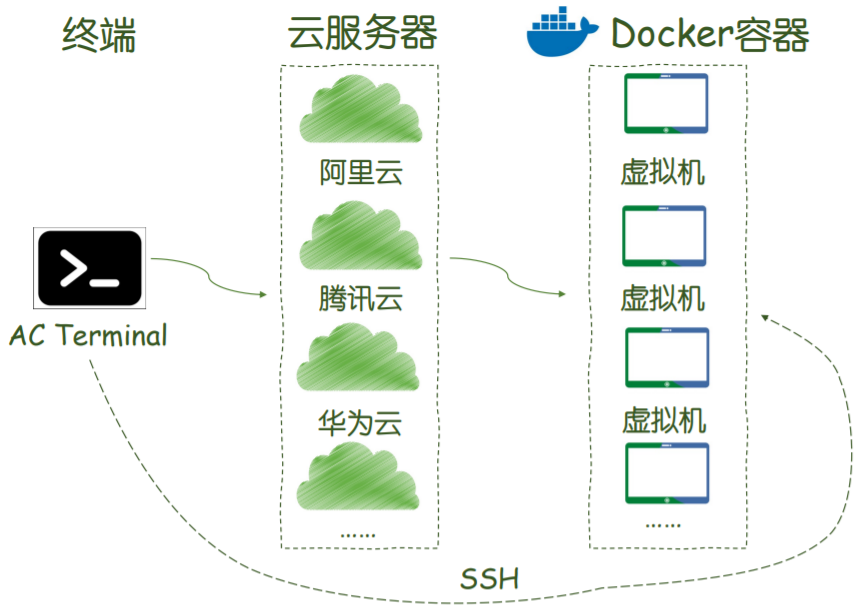 终端
云服务器
Docker容器
阿里云
虚拟机
>_
腾讯云
虚拟机
AC Terminal
华为云
虚拟机
......
......
SSH